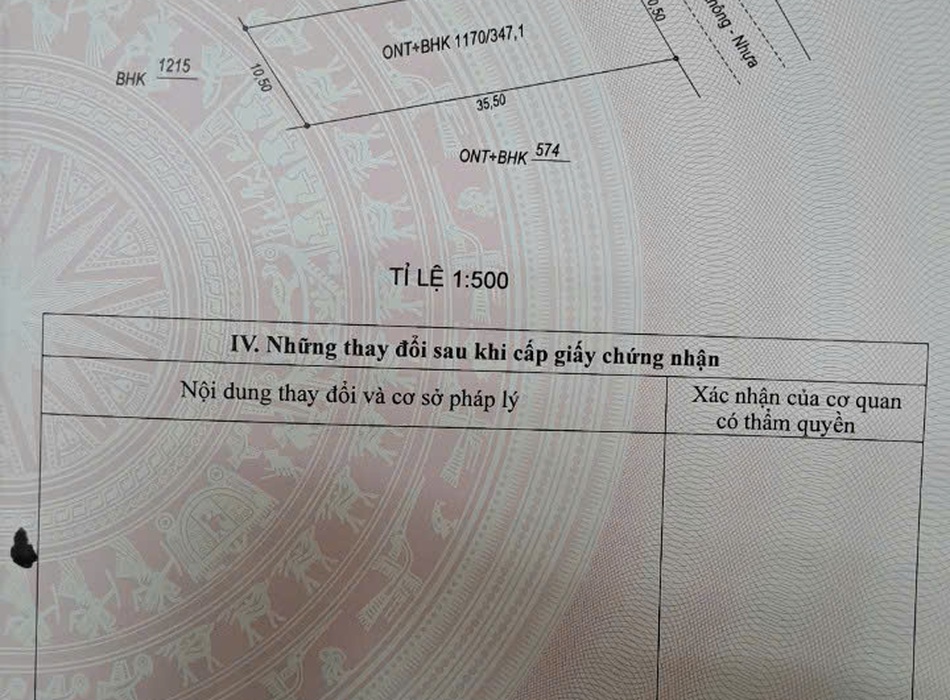 ONT+BHK 1170/347,1
BHK 1215
10,50
0,50
Nhựa
35,50
ONT+BHK 574
TỈ LỆ 1:500
IV. Những thay đổi sau khi cấp giấy chứng nhận
Nội dung thay đổi và cơ sở pháp lý
Xác nhận của cơ quan
có thẩm quyền